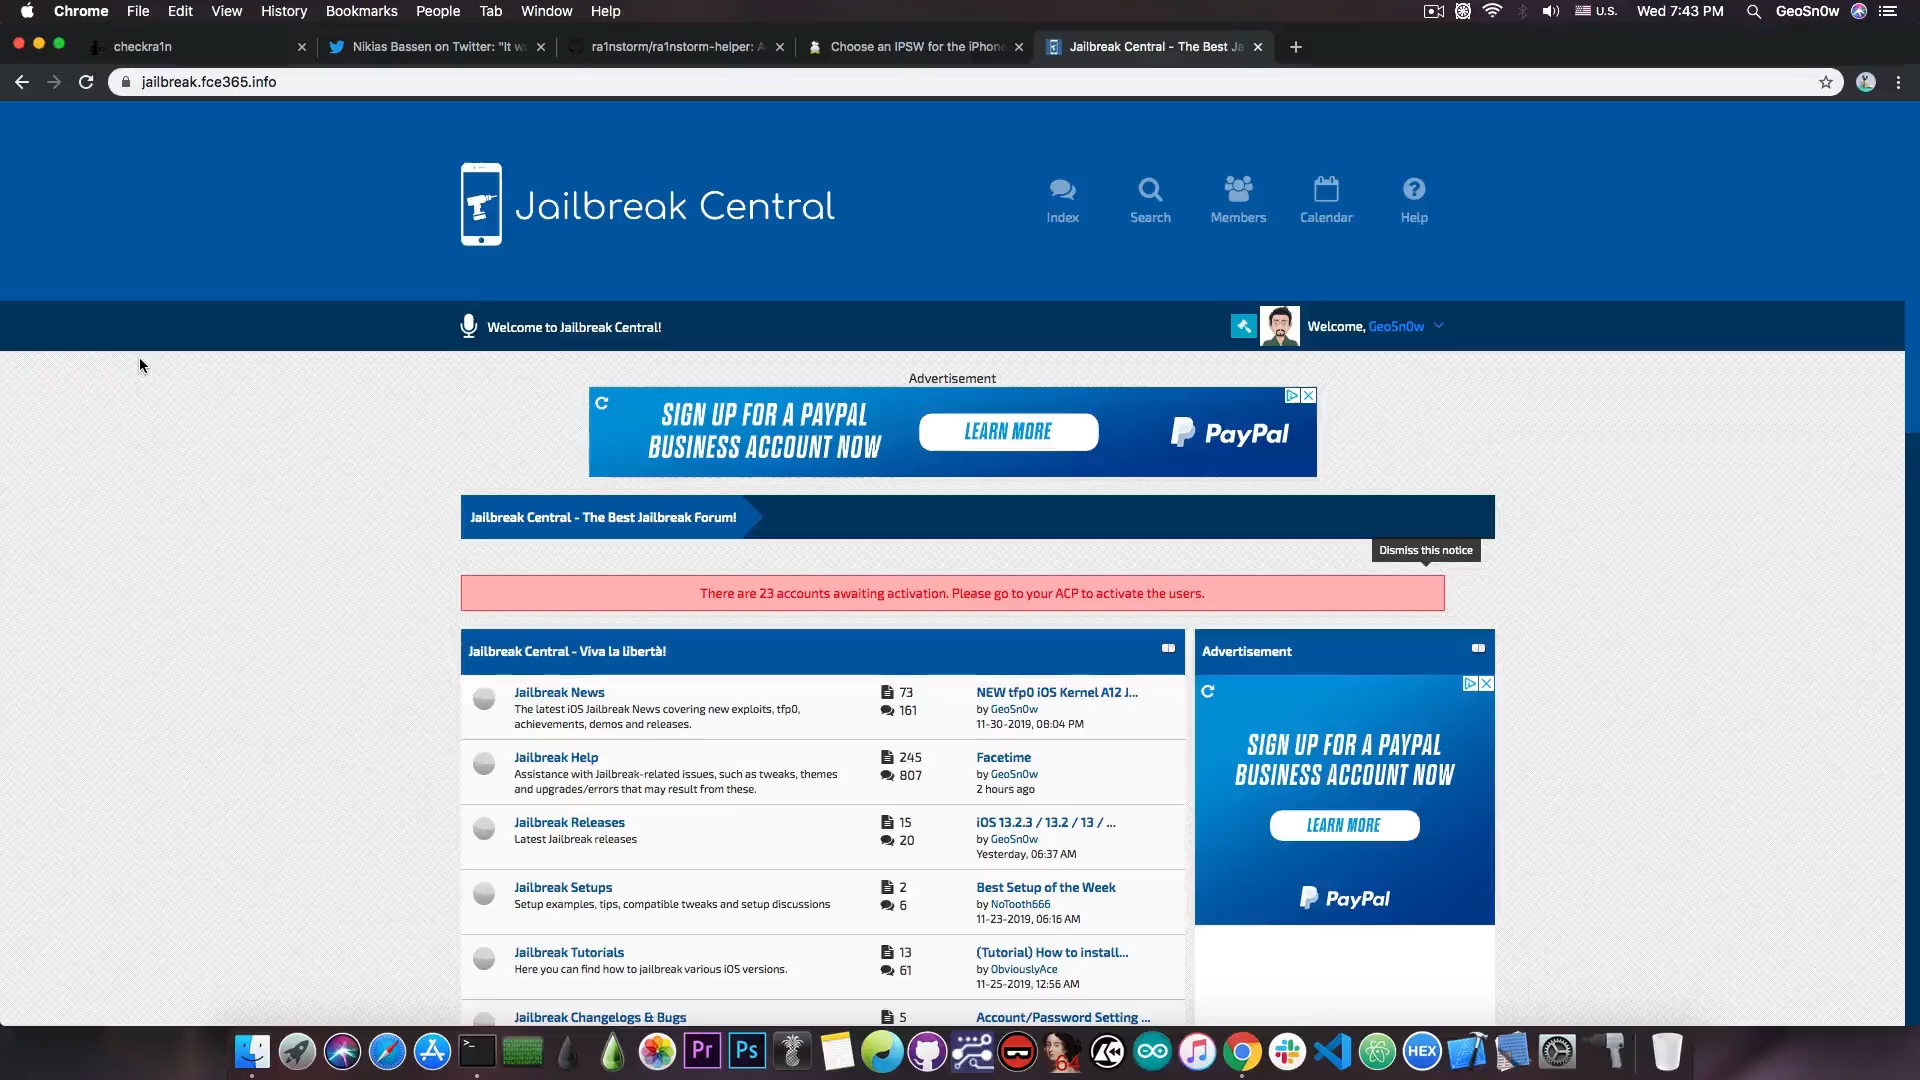 Chrome File Edit View History Bookmarks People Tab Window Help U.S. Wed 7:43 PM GeoSn0w
checkra1n Nikias Bassen on Twitter: "It w ra1nstorm/ra1nstorm-helper: A Choose an IPSW for the iPhone Jailbreak Central - The Best Ja
jailbreak.fce365.info
Jailbreak Central
Index Search Members Calendar Help
Welcome to Jailbreak Central!
Welcome, GeoSn0w
Advertisement
SIGN UP FOR A PAYPAL
BUSINESS ACCOUNT NOW
LEARN MORE
PayPal
Jailbreak Central - The Best Jailbreak Forum!
Dismiss this notice
There are 23 accounts awaiting activation. Please go to your ACP to activate the users.
Jailbreak Central - Viva la libertà!
Jailbreak News
The latest iOS Jailbreak News covering new exploits, tfp0,
achievements, demos and releases.
73
161
NEW tfp0 iOS Kernel A12 J...
by GeoSn0w
11-30-2019, 08:04 PM
Jailbreak Help
Assistance with Jailbreak-related issues, such as tweaks, themes
and upgrades/errors that may result from these.
245
807
Facetime
by GeoSn0w
2 hours ago
Jailbreak Releases
Latest Jailbreak releases
15
20
iOS 13.2.3 / 13.2 / 13 / ...
by GeoSn0w
Yesterday, 06:37 AM
Jailbreak Setups
Setup examples, tips, compatible tweaks and setup discussions
2
6
Best Setup of the Week
by NoTooth666
11-23-2019, 06:16 AM
Jailbreak Tutorials
Here you can find how to jailbreak various iOS versions.
13
61
(Tutorial) How to install...
by ObviouslyAce
11-25-2019, 12:56 AM
Jailbreak Changelogs & Bugs
5
Account/Password Setting ...
Advertisement
SIGN UP FOR A PAYPAL
BUSINESS ACCOUNT NOW
LEARN MORE
PayPal
Pr Ps 64 HEX